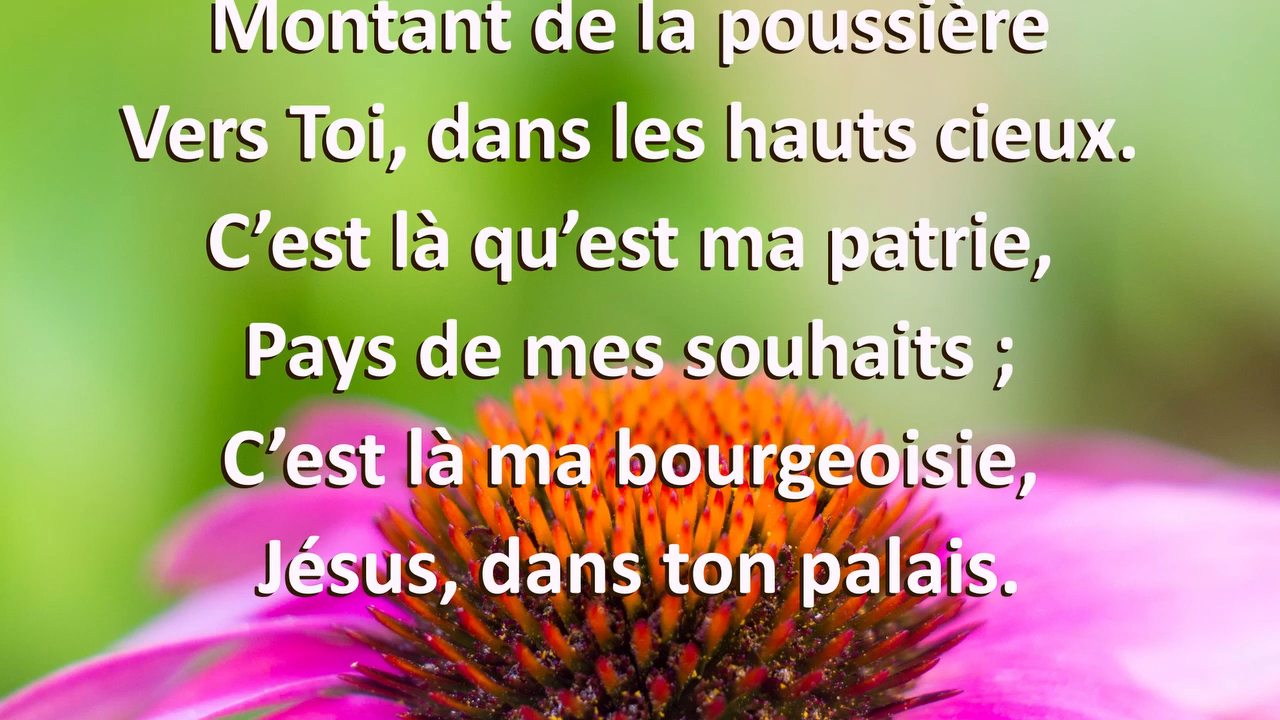 Montant de la poussière
Vers Toi, dans les hauts cieux.
C’est là qu’est ma patrie,
Pays de mes souhaits ;
C’est là ma bourgeoisie,
Jésus, dans ton palais.